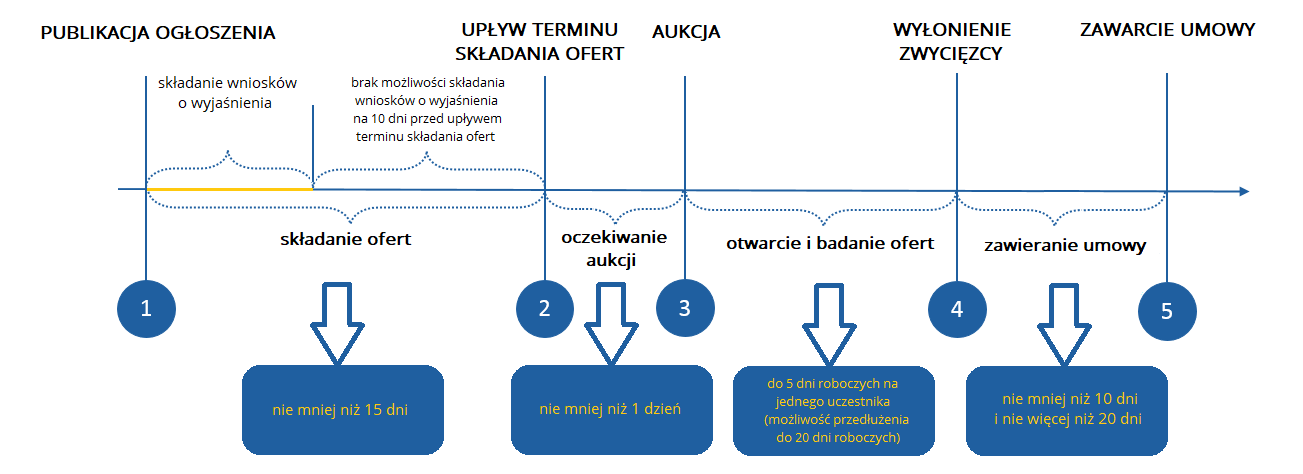 PUBLIKACJA OGŁOSZENIA
UPŁYW TERMINU
SKŁADANIA OFERT
AUKCJA
WYŁONIENIE
ZWYCIĘZCY
ZAWARCIE UMOWY
składanie wniosków
o wyjaśnienia
brak możliwości składania
wniosków o wyjaśnienia
na 10 dni przed upływem
terminu składania ofert
składanie ofert
oczekiwanie
aukcji
otwarcie i badanie ofert
zawieranie umowy
1
2
3
4
5
nie mniej niż 15 dni
nie mniej niż 1 dzień
do 5 dni roboczych na
jednego uczestnika
(możliwość przedłużenia
do 20 dni roboczych)
nie mniej niż 10 dni
i nie więcej niż 20 dni